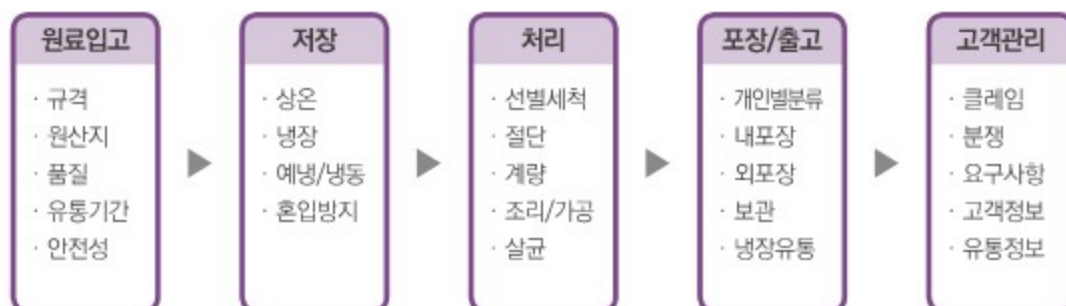 원료입고
· 규격
· 원산지
· 품질
· 유통기간
· 안전성
저장
· 상온
· 냉장
· 예냉/냉동
· 혼입방지
처리
· 선별세척
· 절단
· 계량
· 조리/가공
· 살균
포장/출고
· 개인별분류
· 내포장
· 외포장
· 보관
· 냉장유통
고객관리
· 클레임
· 분쟁
· 요구사항
· 고객정보
· 유통정보